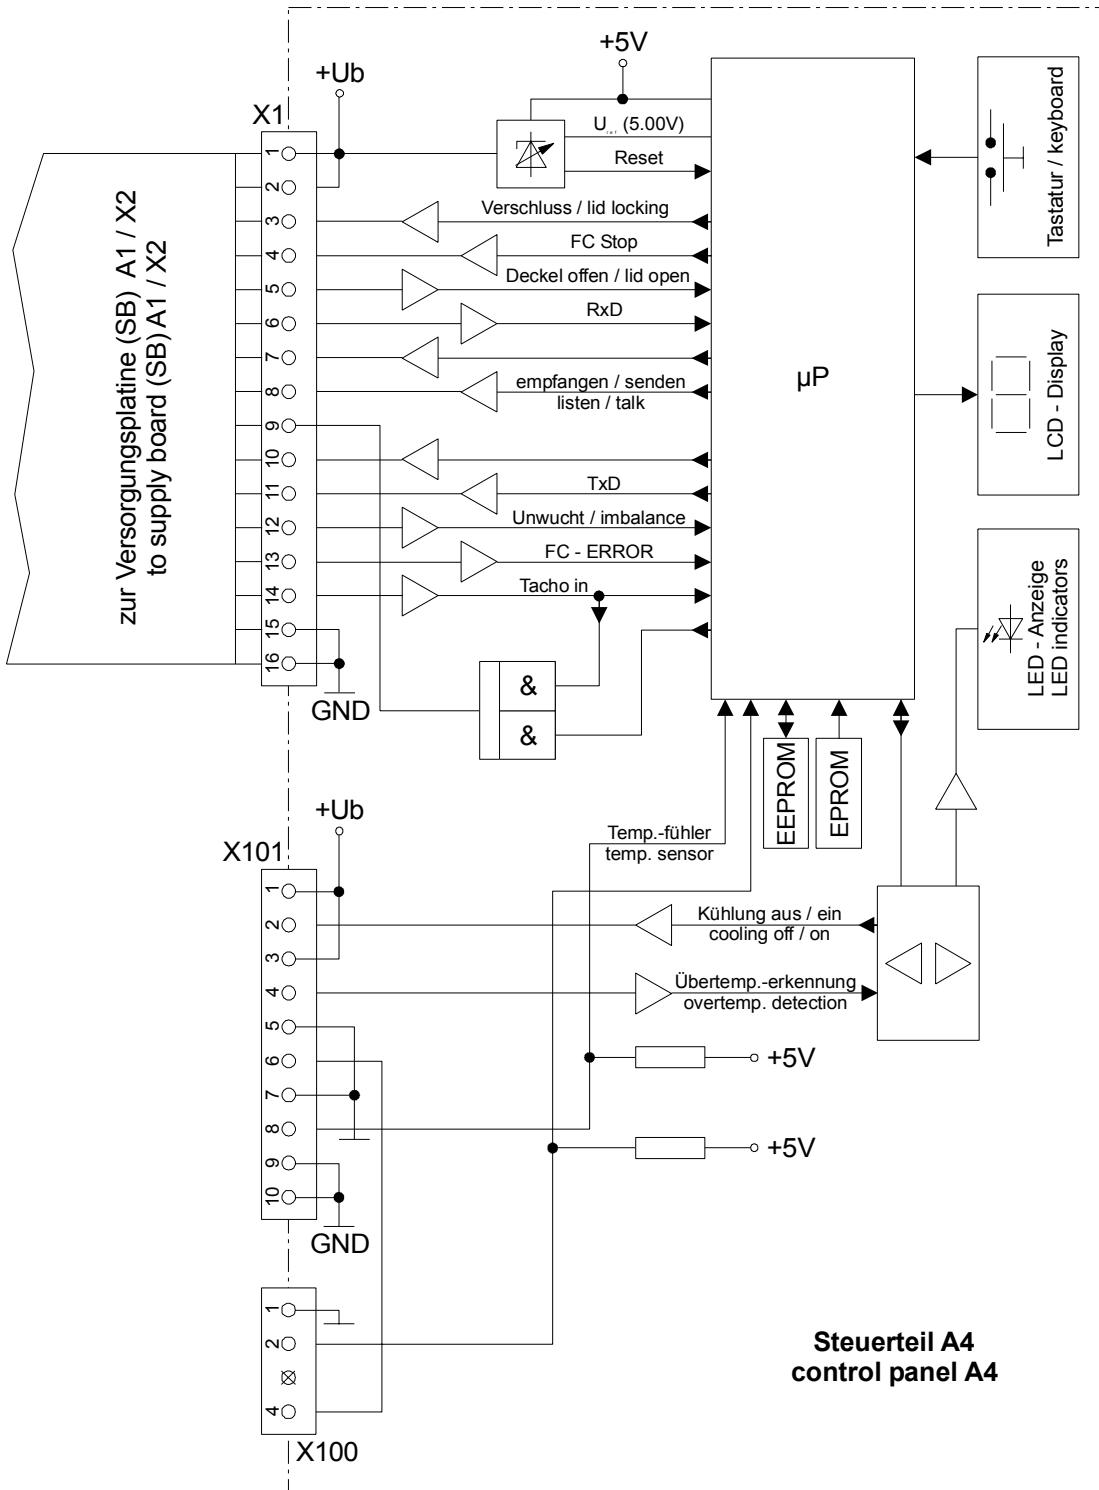 +5V
+Ub
X1
U ref (5.00V)
Reset
Verschluss / lid locking
FC Stop
Deckel offen / lid open
RxD
empfangen / senden
listen / talk
TxD
Unwucht / imbalance
FC - ERROR
Tacho in
1
2
3
4
5
6
7
8
9
10
11
12
13
14
15
16
zur Versorgungsplatine (SB) A1 / X2
to supply board (SB) A1 / X2
GND
&
&
µP
Tastatur / keyboard
LCD - Display
LED - Anzeige
LED indicators
EEPROM
EPROM
+Ub
X101
Temp.-fühler
temp. sensor
Kühlung aus / ein
cooling off / on
Übertemp.-erkennung
overtemp. detection
1
2
3
4
5
6
7
8
9
10
+5V
+5V
GND
1
2
4
X100
Steuerteil A4
control panel A4